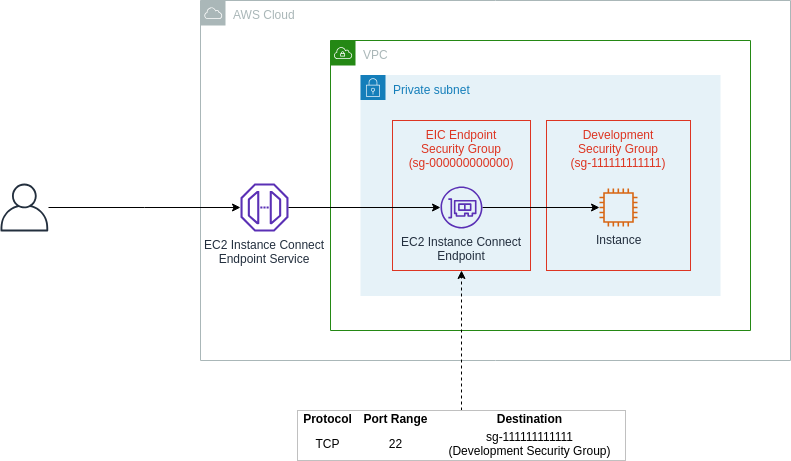 AWS Cloud
VPC
Private subnet
EIC Endpoint
Security Group
(sg-000000000000)
Development
Security Group
(sg-111111111111)
EC2 Instance Connect
Endpoint Service
EC2 Instance Connect
Endpoint
Instance
Protocol Port Range Destination
TCP 22 sg-111111111111
(Development Security Group)